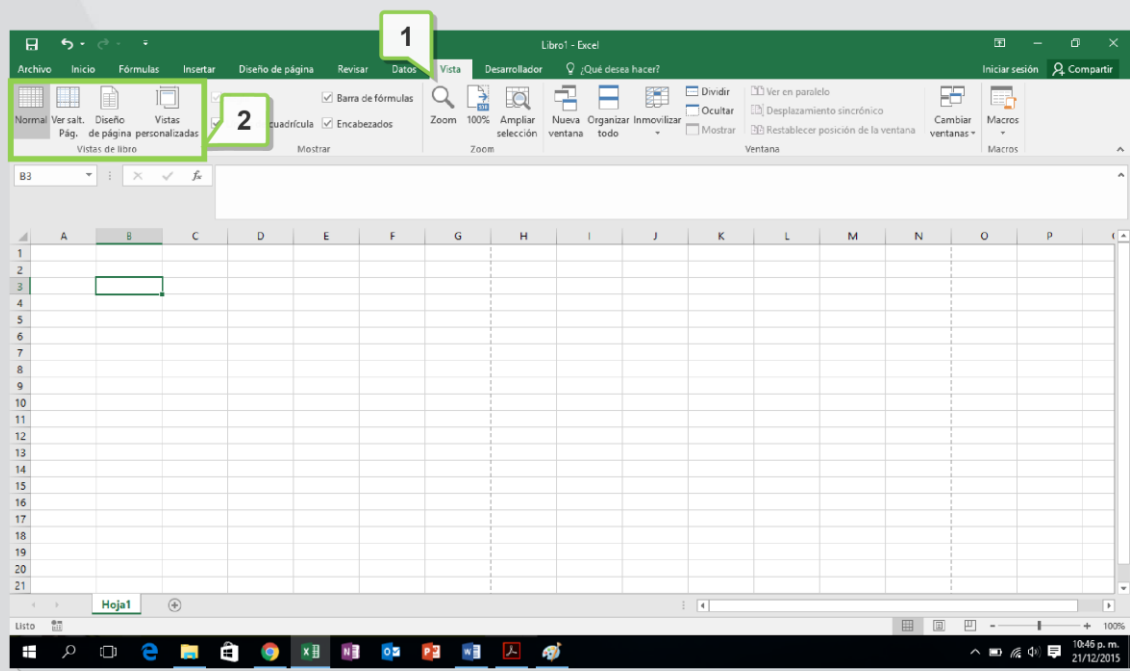 1
Libro1 - Excel
Archivo Inicio Fórmulas Insertar Diseño de página Revisar Datos Vista Desarrollador ¿Qué desea hacer? Iniciar sesión Compartir
Normal Ver salt. Pág. Diseño de página Vistas personalizadas
Vistas de libro
2
Barra de fórmulas
cuadrícula Encabezados
Mostrar
Zoom 100% Ampliar selección
Zoom
Nueva ventana Organizar todo Inmovilizar
Dividir
Ocultar
Mostrar
Ver en paralelo
Desplazamiento sincrónico
Restablecer posición de la ventana
Cambiar ventanas
Ventana
Macros
Macros
B3 fx
A B C D E F G H I J K L M N O P
1
2
3
4
5
6
7
8
9
10
11
12
13
14
15
16
17
18
19
20
21
Hoja1
Listo 100%
10:46 p. m.
21/12/2015